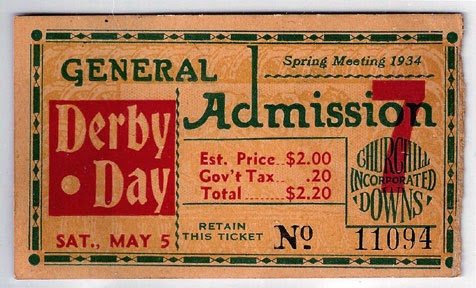 Spring Meeting 1934
GENERAL
Admission
7
Derby
Day
Est. Price..$2.00
Gov't Tax.... .20
Total.......$2.20
CHURCHILL
INCORPORATED
DOWNS
SAT., MAY 5
RETAIN
THIS TICKET
No 11094